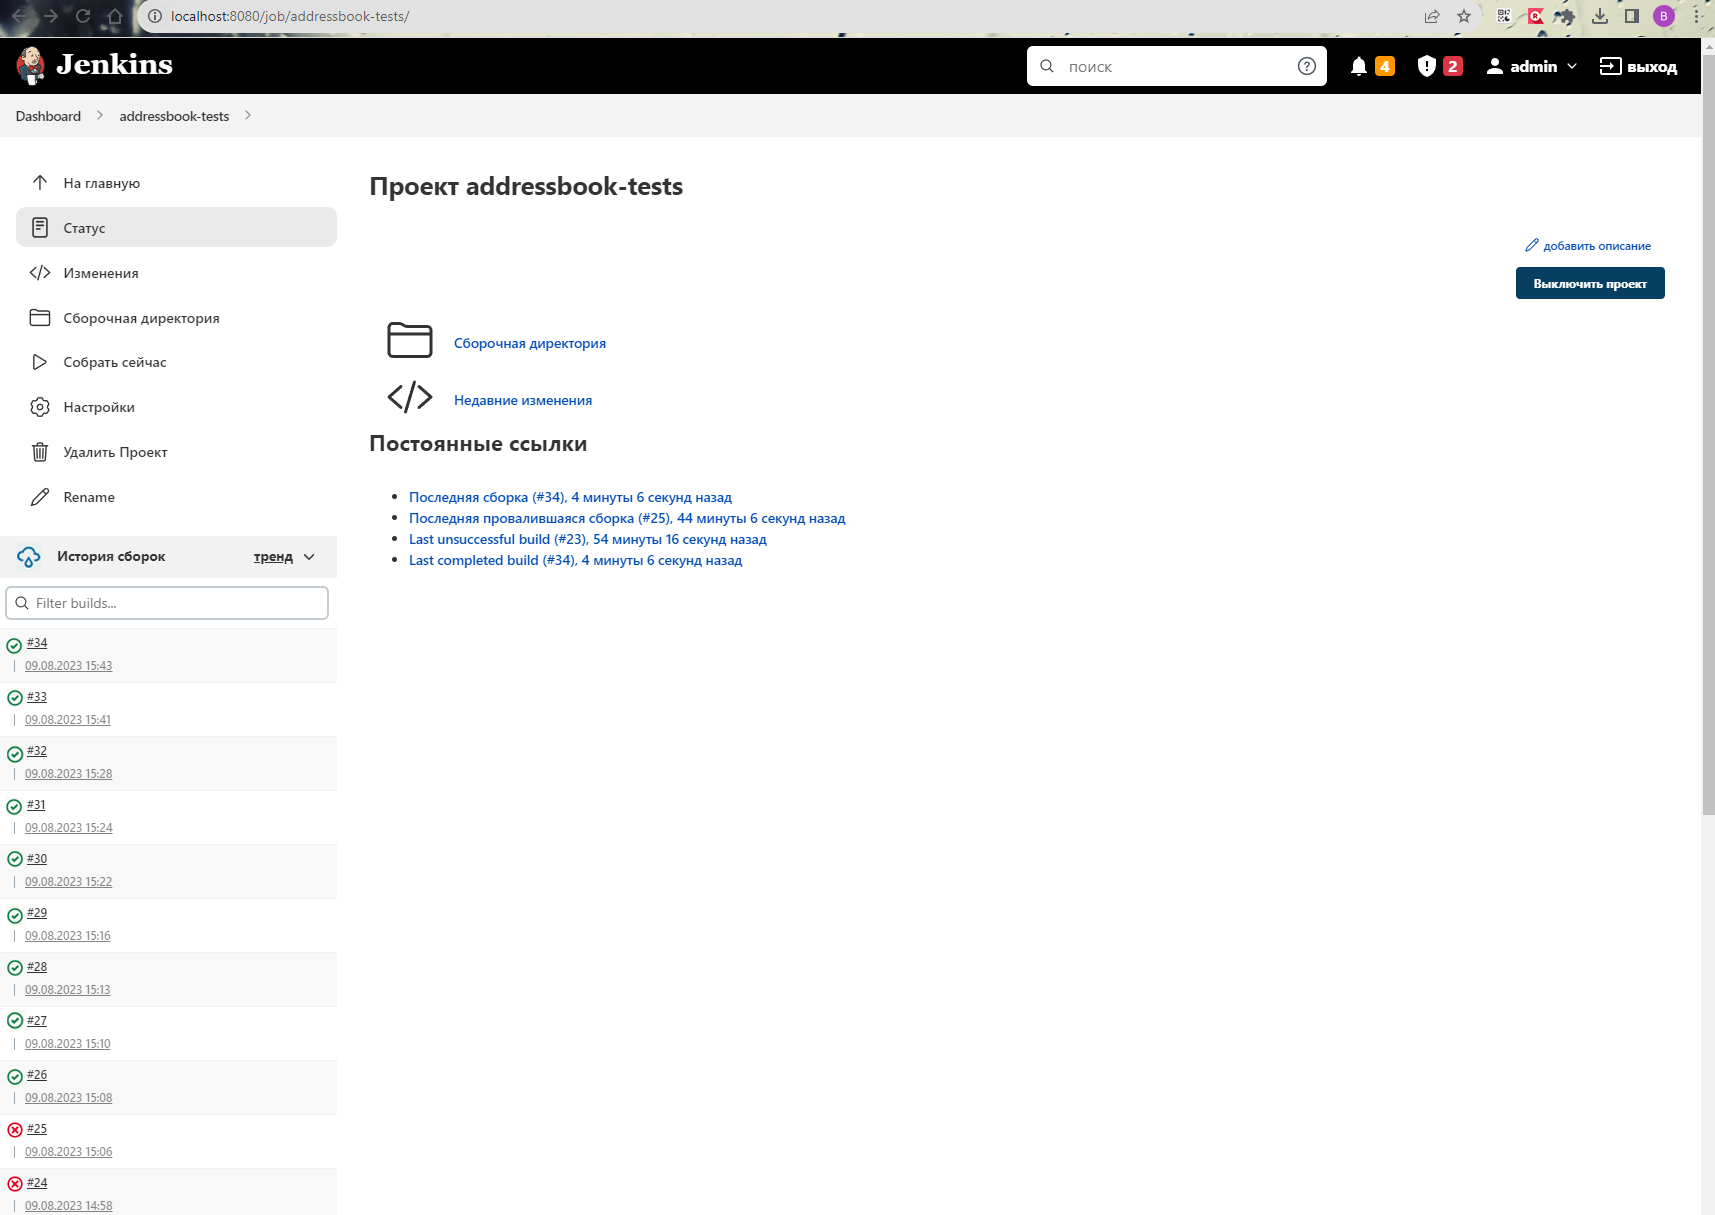 localhost:8080/job/addressbook-tests/
B
Jenkins
поиск
4
2
admin
выход
Dashboard
addressbook-tests
На главную
Статус
Изменения
Сборочная директория
Собрать сейчас
Настройки
Удалить Проект
Rename
Проект addressbook-tests
добавить описание
Выключить проект
Сборочная директория
Недавние изменения
Постоянные ссылки
Последняя сборка (#34), 4 минуты 6 секунд назад
Последняя провалившаяся сборка (#25), 44 минуты 6 секунд назад
Last unsuccessful build (#23), 54 минуты 16 секунд назад
Last completed build (#34), 4 минуты 6 секунд назад
История сборок
тренд
Filter builds...
#34
09.08.2023 15:43
#33
09.08.2023 15:41
#32
09.08.2023 15:28
#31
09.08.2023 15:24
#30
09.08.2023 15:22
#29
09.08.2023 15:16
#28
09.08.2023 15:13
#27
09.08.2023 15:10
#26
09.08.2023 15:08
#25
09.08.2023 15:06
#24
09.08.2023 14:58